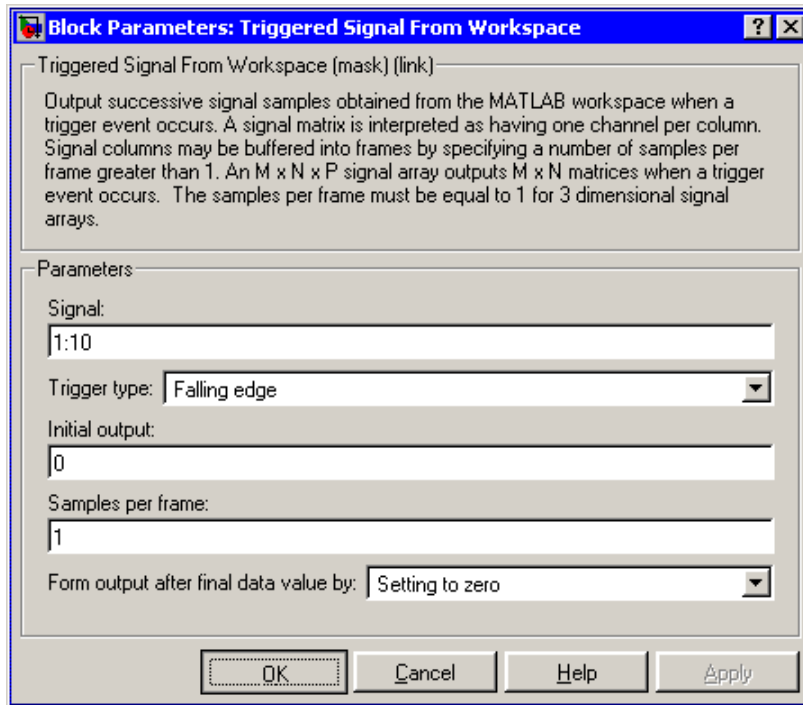 Block Parameters: Triggered Signal From Workspace
Triggered Signal From Workspace (mask) (link)
Output successive signal samples obtained from the MATLAB workspace when a
trigger event occurs. A signal matrix is interpreted as having one channel per column.
Signal columns may be buffered into frames by specifying a number of samples per
frame greater than 1. An M x N x P signal array outputs M x N matrices when a trigger
event occurs.  The samples per frame must be equal to 1 for 3 dimensional signal
arrays.
Parameters
Signal:
1:10
Trigger type: Falling edge
Initial output:
0
Samples per frame:
1
Form output after final data value by: Setting to zero
OK Cancel Help Apply